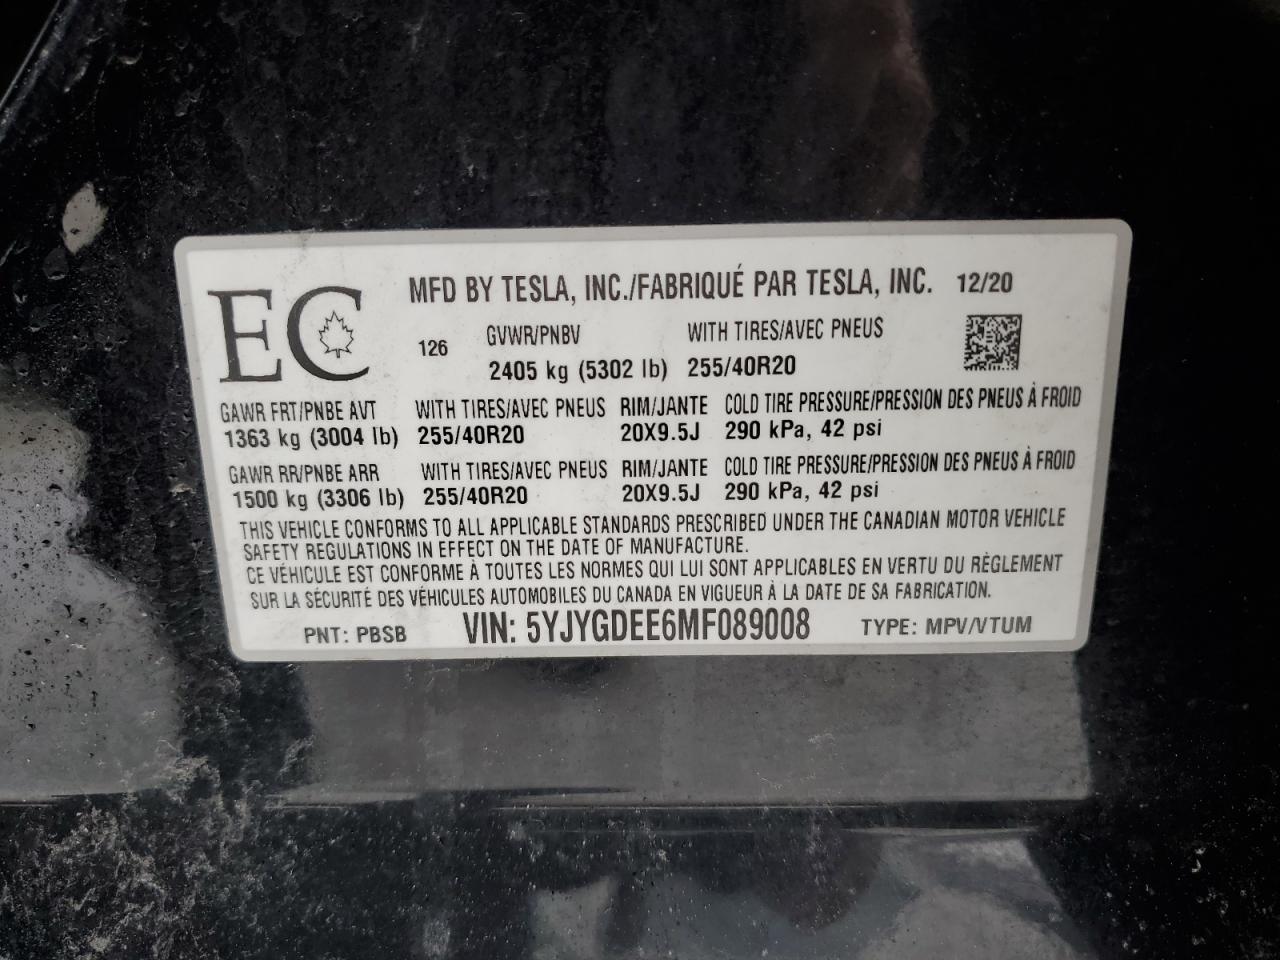 EC
MFD BY TESLA, INC./FABRIQUÉ PAR TESLA, INC. 12/20
126 GVWR/PNBV WITH TIRES/AVEC PNEUS
2405 kg (5302 lb) 255/40R20
GAWR FRT/PNBE AVT WITH TIRES/AVEC PNEUS RIM/JANTE COLD TIRE PRESSURE/PRESSION DES PNEUS À FROID
1363 kg (3004 lb) 255/40R20 20X9.5J 290 kPa, 42 psi
GAWR RR/PNBE ARR WITH TIRES/AVEC PNEUS RIM/JANTE COLD TIRE PRESSURE/PRESSION DES PNEUS À FROID
1500 kg (3306 lb) 255/40R20 20X9.5J 290 kPa, 42 psi
THIS VEHICLE CONFORMS TO ALL APPLICABLE STANDARDS PRESCRIBED UNDER THE CANADIAN MOTOR VEHICLE
SAFETY REGULATIONS IN EFFECT ON THE DATE OF MANUFACTURE.
CE VÉHICULE EST CONFORME À TOUTES LES NORMES QUI LUI SONT APPLICABLES EN VERTU DU RÈGLEMENT
SUR LA SÉCURITÉ DES VÉHICULES AUTOMOBILES DU CANADA EN VIGUEUR À LA DATE DE SA FABRICATION.
PNT: PBSB VIN: 5YJYGDEE6MF089008 TYPE: MPV/VTUM